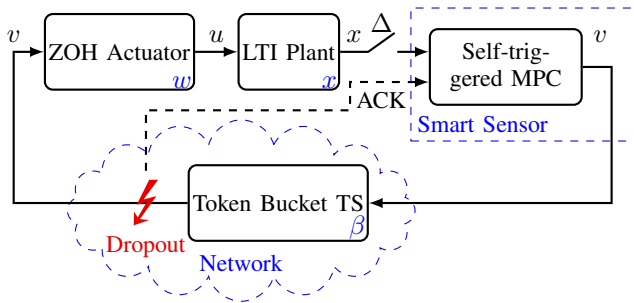 v
ZOH Actuator
w
u
LTI Plant
x
x
Δ
Self-trig-
gered MPC
v
ACK
Smart Sensor
Token Bucket TS
β
Dropout
Network